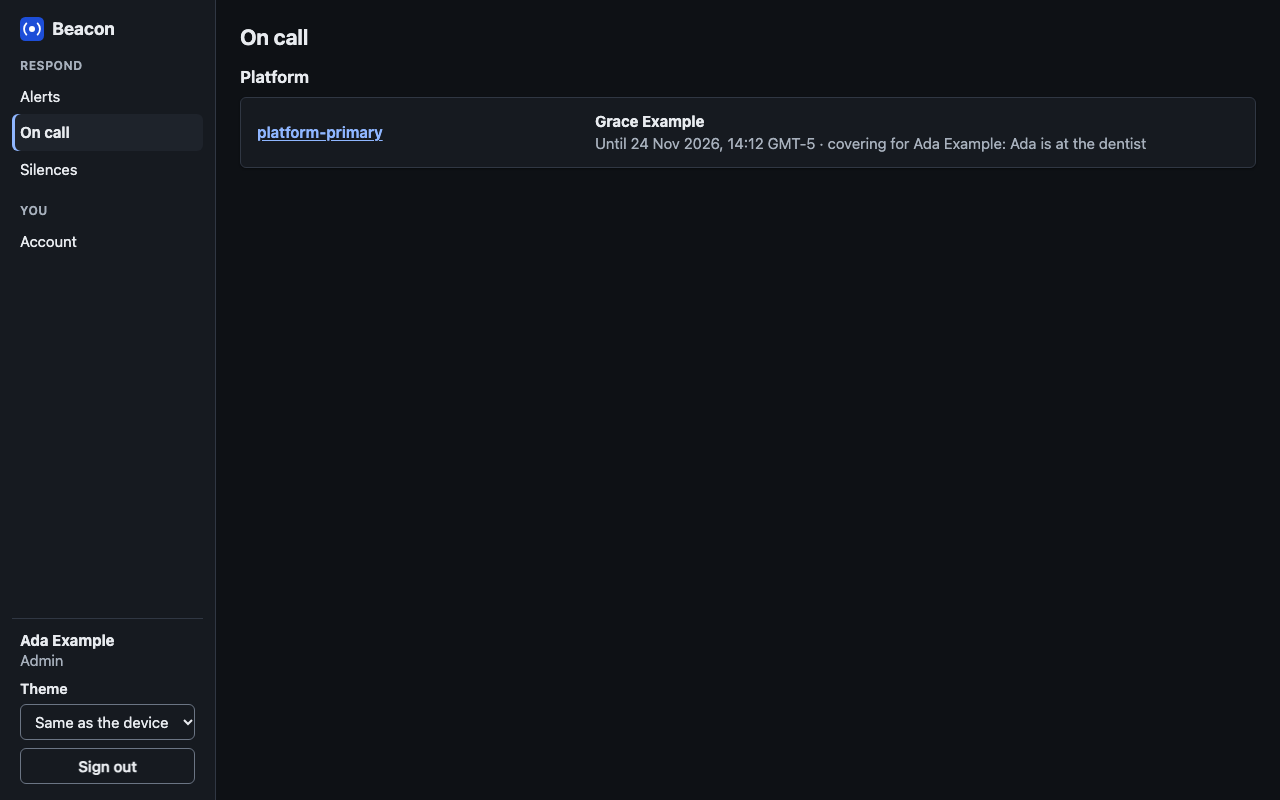 Beacon
RESPOND
Alerts
On call
Silences
YOU
Account
Ada Example
Admin
Theme
Same as the device
Sign out
On call
Platform
platform-primary
Grace Example
Until 24 Nov 2026, 14:12 GMT-5 · covering for Ada Example: Ada is at the dentist